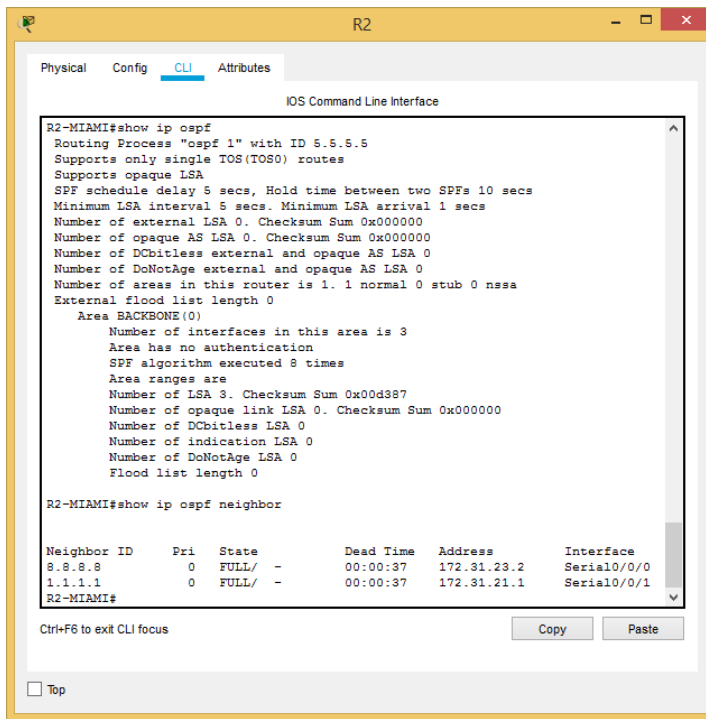 R2
Physical Config CLI Attributes
IOS Command Line Interface
R2-MIAMI#show ip ospf
Routing Process "ospf 1" with ID 5.5.5.5
Supports only single TOS(TOS0) routes
Supports opaque LSA
SPF schedule delay 5 secs, Hold time between two SPFs 10 secs
Minimum LSA interval 5 secs. Minimum LSA arrival 1 secs
Number of external LSA 0. Checksum Sum 0x000000
Number of opaque AS LSA 0. Checksum Sum 0x000000
Number of DCbitless external and opaque AS LSA 0
Number of DoNotAge external and opaque AS LSA 0
Number of areas in this router is 1. 1 normal 0 stub 0 nssa
External flood list length 0
Area BACKBONE(0)
Number of interfaces in this area is 3
Area has no authentication
SPF algorithm executed 8 times
Area ranges are
Number of LSA 3. Checksum Sum 0x00d387
Number of opaque link LSA 0. Checksum Sum 0x000000
Number of DCbitless LSA 0
Number of indication LSA 0
Number of DoNotAge LSA 0
Flood list length 0
R2-MIAMI#show ip ospf neighbor
Neighbor ID Pri State Dead Time Address Interface
8.8.8.8 0 FULL/ - 00:00:37 172.31.23.2 Serial0/0/0
1.1.1.1 0 FULL/ - 00:00:37 172.31.21.1 Serial0/0/1
R2-MIAMI#
Ctrl+F6 to exit CLI focus Copy Paste
Top